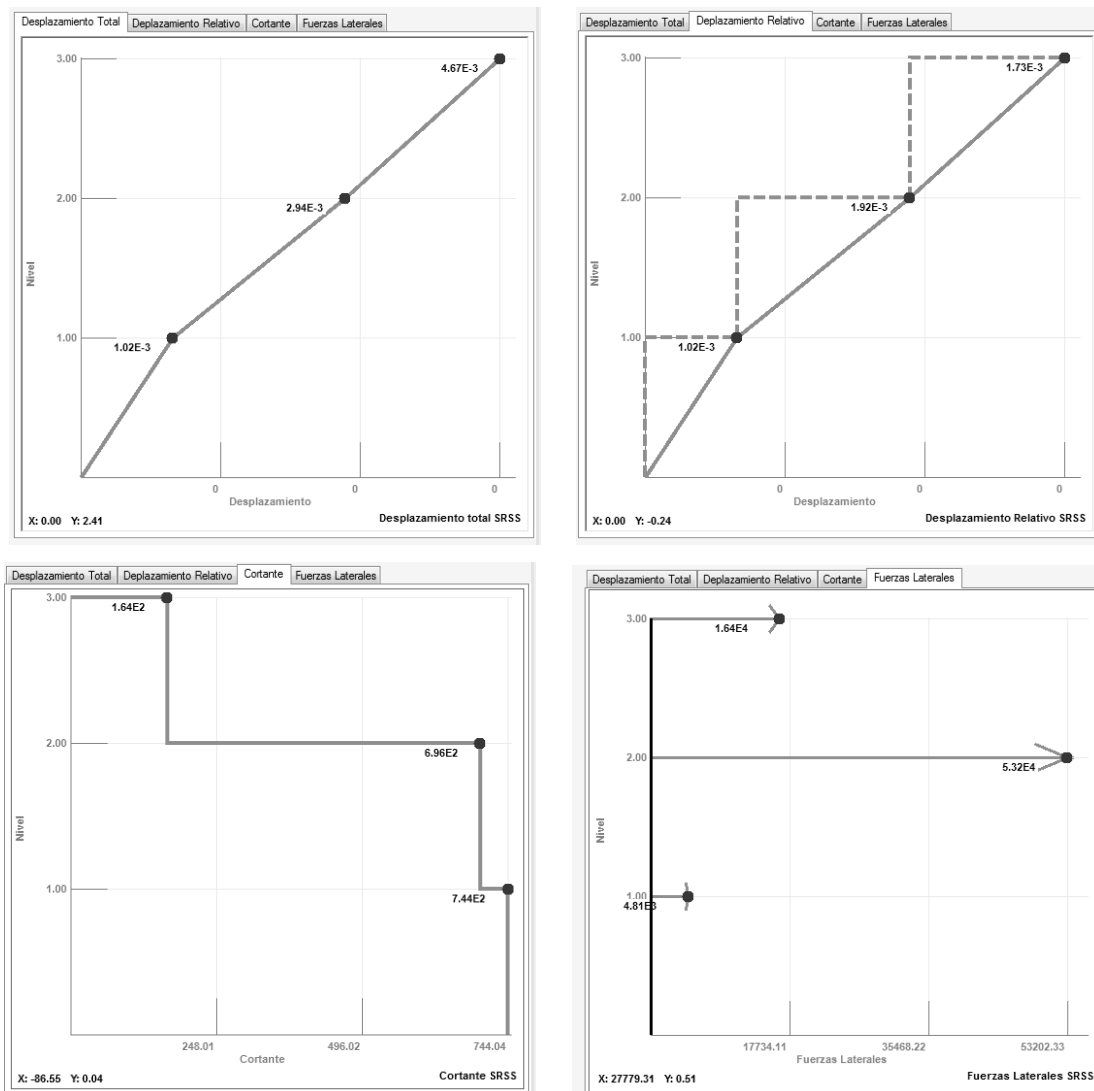 Desplazamiento Total Deplazamiento Relativo Cortante Fuerzas Laterales
3.00
4.67E-3
2.00
2.94E-3
Nivel
1.00
1.02E-3
0 0 0
Desplazamiento
X: 0.00 Y: 2.41 Desplazamiento total SRSS
Desplazamiento Total Deplazamiento Relativo Cortante Fuerzas Laterales
3.00
1.73E-3
2.00
1.92E-3
Nivel
1.00
1.02E-3
0 0 0
Desplazamiento
X: 0.00 Y: -0.24 Desplazamiento Relativo SRSS
Desplazamiento Total Deplazamiento Relativo Cortante Fuerzas Laterales
3.00
1.64E2
2.00
6.96E2
Nivel
1.00
7.44E2
248.01 496.02 744.04
Cortante
X: -86.55 Y: 0.04 Cortante SRSS
Desplazamiento Total Deplazamiento Relativo Cortante Fuerzas Laterales
3.00
1.64E4
2.00
5.32E4
Nivel
1.00
4.81E3
17734.11 35468.22 53202.33
Fuerzas Laterales
X: 27779.31 Y: 0.51 Fuerzas Laterales SRSS